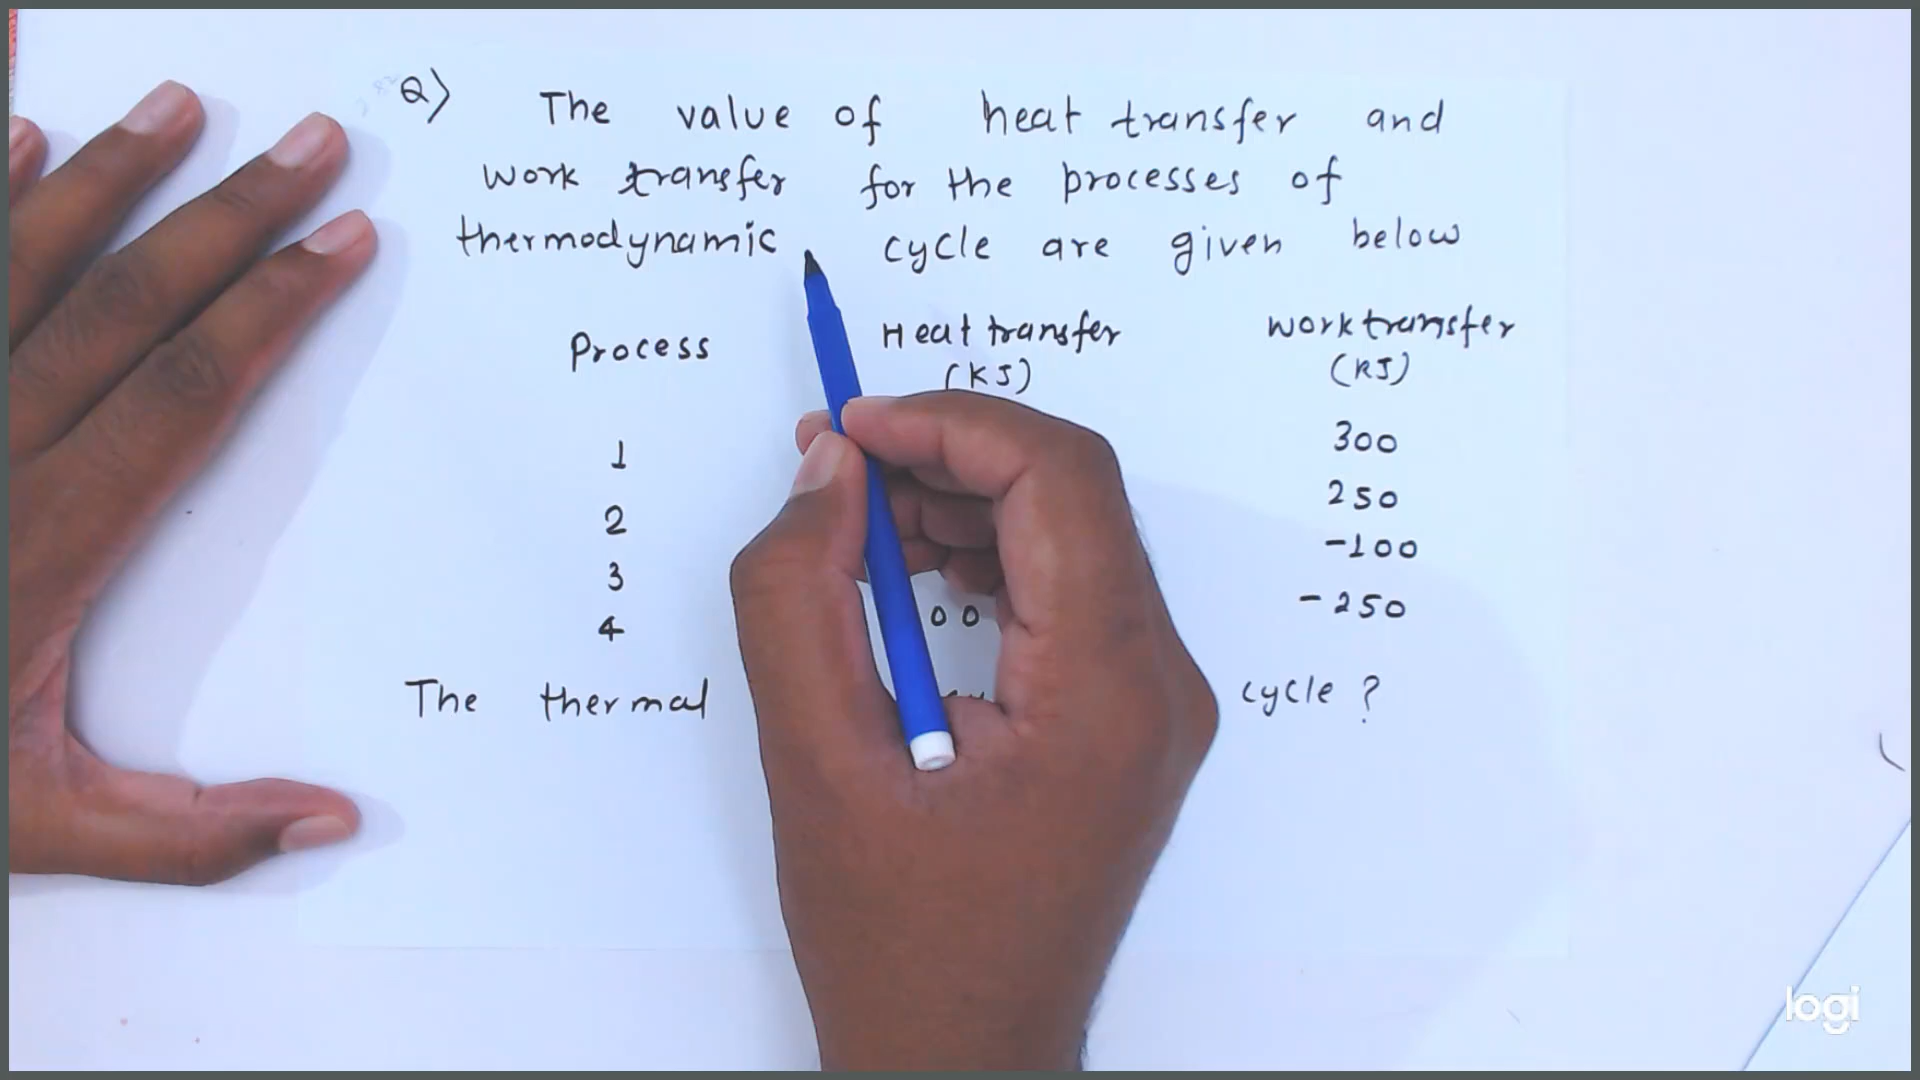 Q) The value of heat transfer and
work transfer for the processes of
thermodynamic cycle are given below
Process Heat transfer Work transfer
(KJ) (KJ)
1 300
2 250
3 -100
4 00 -250
The thermal cycle ?
logi